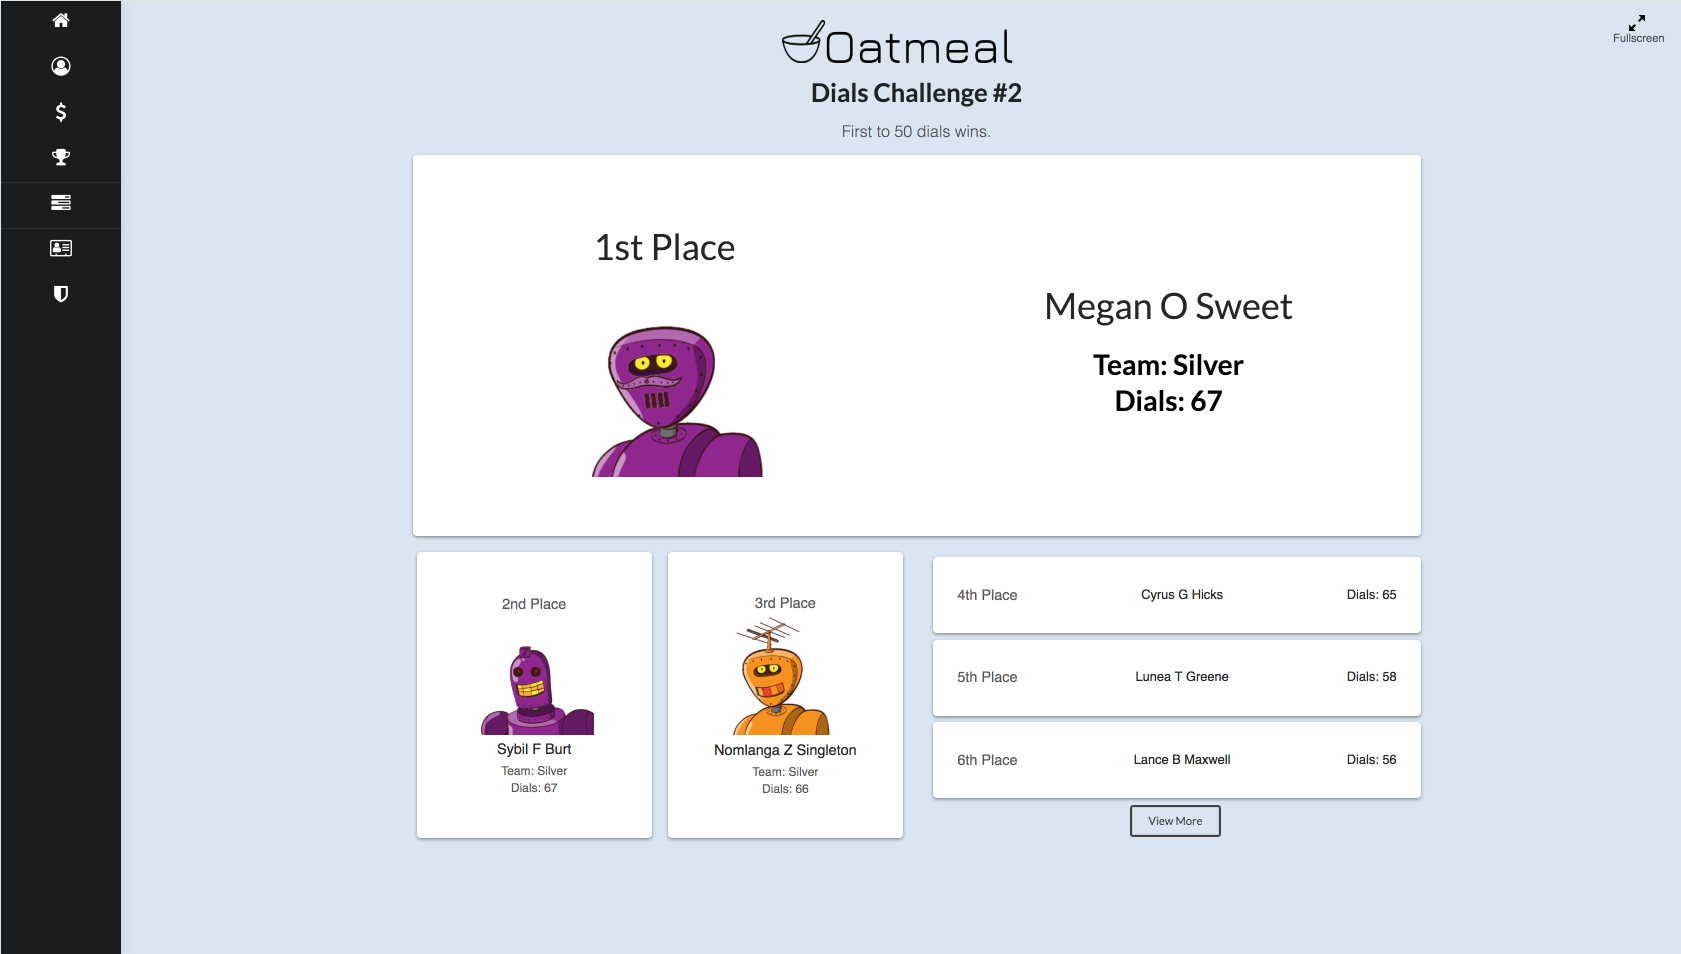 Oatmeal
Fullscreen
Dials Challenge #2
First to 50 dials wins.
1st Place
Megan O Sweet
Team: Silver
Dials: 67
2nd Place
Sybil F Burt
Team: Silver
Dials: 67
3rd Place
Nomlanga Z Singleton
Team: Silver
Dials: 66
4th Place Cyrus G Hicks Dials: 65
5th Place Lunea T Greene Dials: 58
6th Place Lance B Maxwell Dials: 56
View More